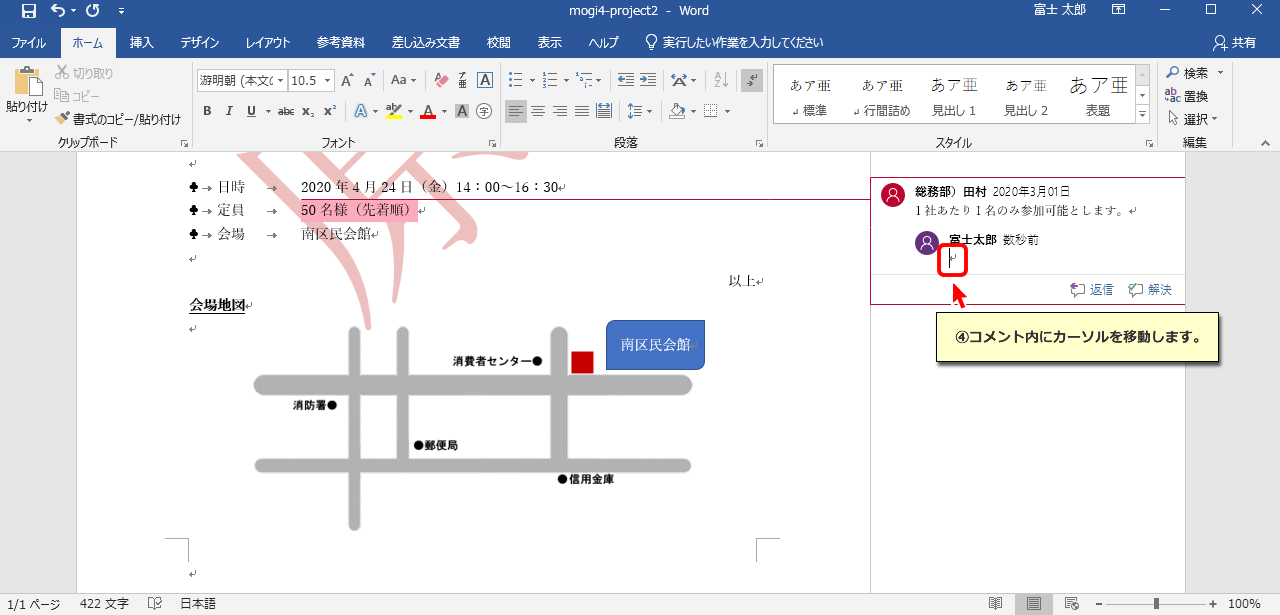 mogi4-project2 - Word
富士 太郎
ファイル ホーム 挿入 デザイン レイアウト 参考資料 差し込み文書 校閲 表示 ヘルプ 実行したい作業を入力してください 共有
貼り付け
切り取り
コピー
書式のコピー/貼り付け
クリップボード
游明朝 (本文の 10.5
フォント
段落
あア亜 あア亜 あア亜 あア亜 あア亜
標準 行間詰め 見出し 1 見出し 2 表題
スタイル
検索
置換
選択
編集
日時 2020 年 4 月 24 日（金）14：00～16：30
定員 50 名様（先着順）
会場 南区民会館
以上
会場地図
南区民会館
消費者センター●
消防署●
●郵便局
●信用金庫
総務部）田村 2020年3月01日
1 社あたり 1 名のみ参加可能とします。
富士太郎 数秒前
返信 解決
④コメント内にカーソルを移動します。
1/1 ページ 422 文字 日本語 100%